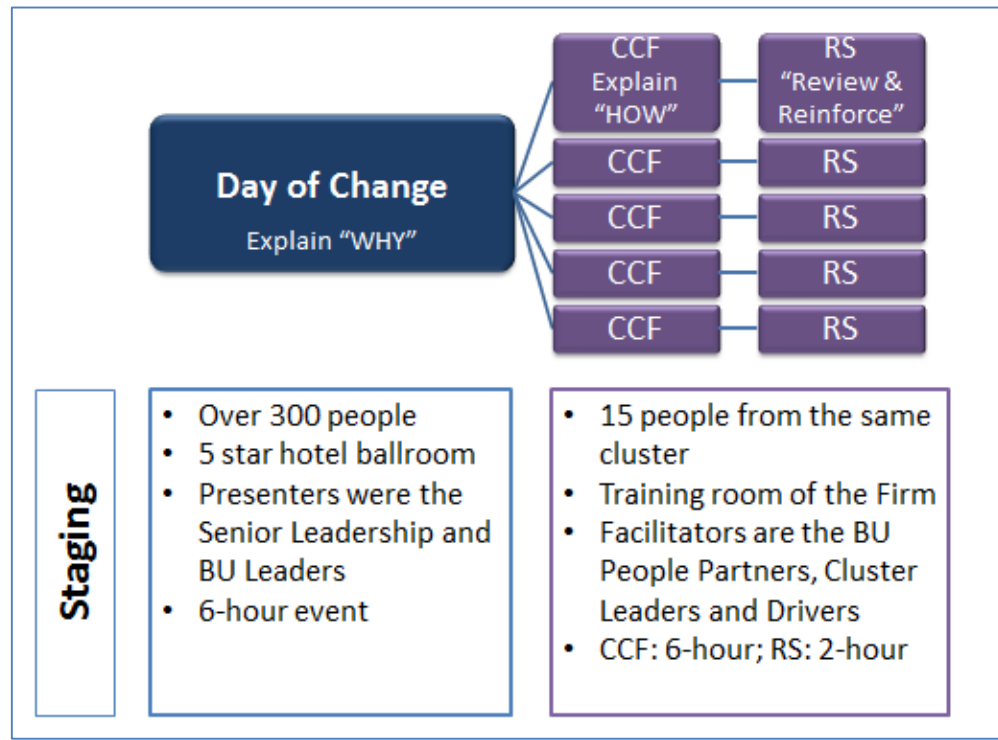 CCF
Explain
“HOW”
RS
“Review &
Reinforce”
Day of Change
Explain “WHY”
CCF
RS
CCF
RS
CCF
RS
CCF
RS
Staging
• Over 300 people
• 5 star hotel ballroom
• Presenters were the
Senior Leadership and
BU Leaders
• 6-hour event
• 15 people from the same
cluster
• Training room of the Firm
• Facilitators are the BU
People Partners, Cluster
Leaders and Drivers
• CCF: 6-hour; RS: 2-hour